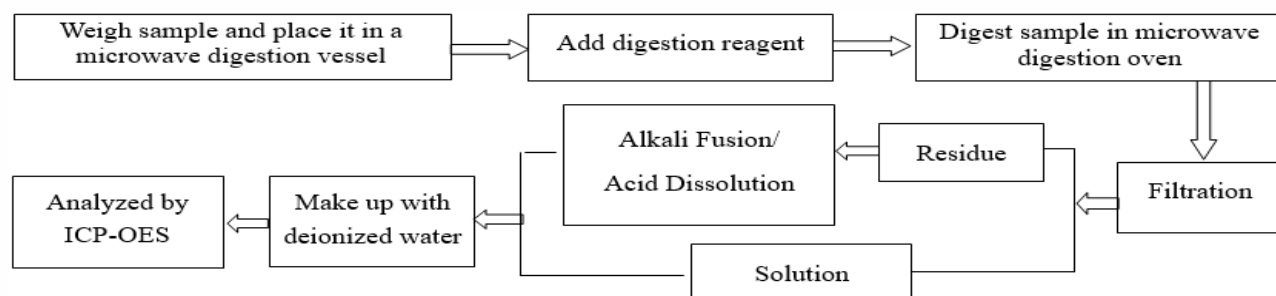 Weigh sample and place it in a
microwave digestion vessel
Add digestion reagent
Digest sample in microwave
digestion oven
Filtration
Residue
Alkali Fusion/
Acid Dissolution
Solution
Make up with
deionized water
Analyzed by
ICP-OES